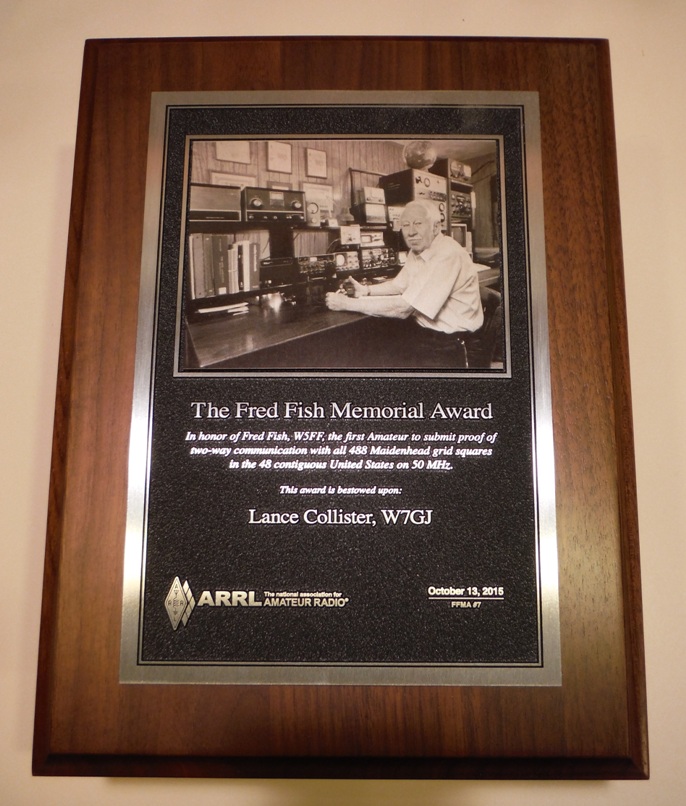 The Fred Fish Memorial Award
In honor of Fred Fish, W5FF, the first Amateur to submit proof of
two-way communication with all 488 Maidenhead grid squares
in the 48 contiguous United States on 50 MHz.
This award is bestowed upon:
Lance Collister, W7GJ
ARRL The national association for
AMATEUR RADIO®
October 13, 2015
FFMA #7